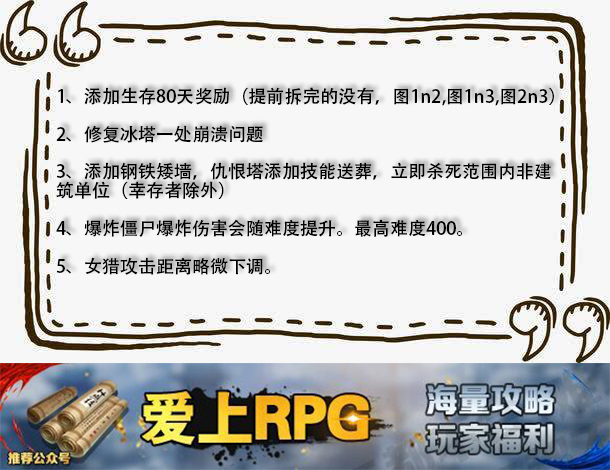 1、添加生存80天奖励（提前拆完的没有，图1n2,图1n3,图2n3）
2、修复冰塔一处崩溃问题
3、添加钢铁矮墙，仇恨塔添加技能送葬，立即杀死范围内非建
筑单位（幸存者除外）
4、爆炸僵尸爆炸伤害会随难度提升。最高难度400。
5、女猎攻击距离略微下调。
爱上RPG
海量攻略
玩家福利
推荐公众号